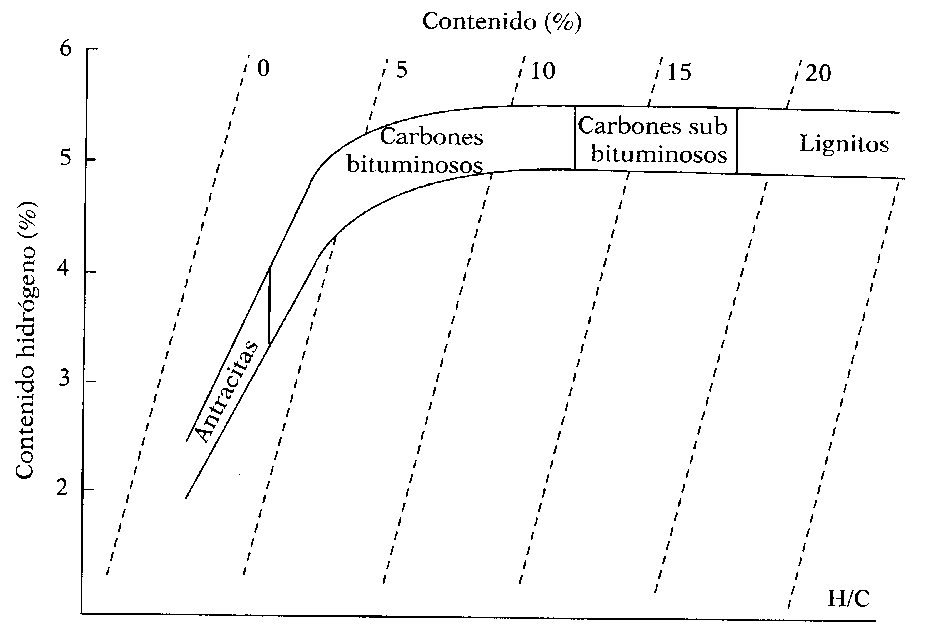 Contenido (%)
6
0
5
10
15
20
Carbones
bituminosos
Carbones sub
bituminosos
Lignitos
5
4
3
2
Contenido hidrógeno (%)
Antracitas
H/C